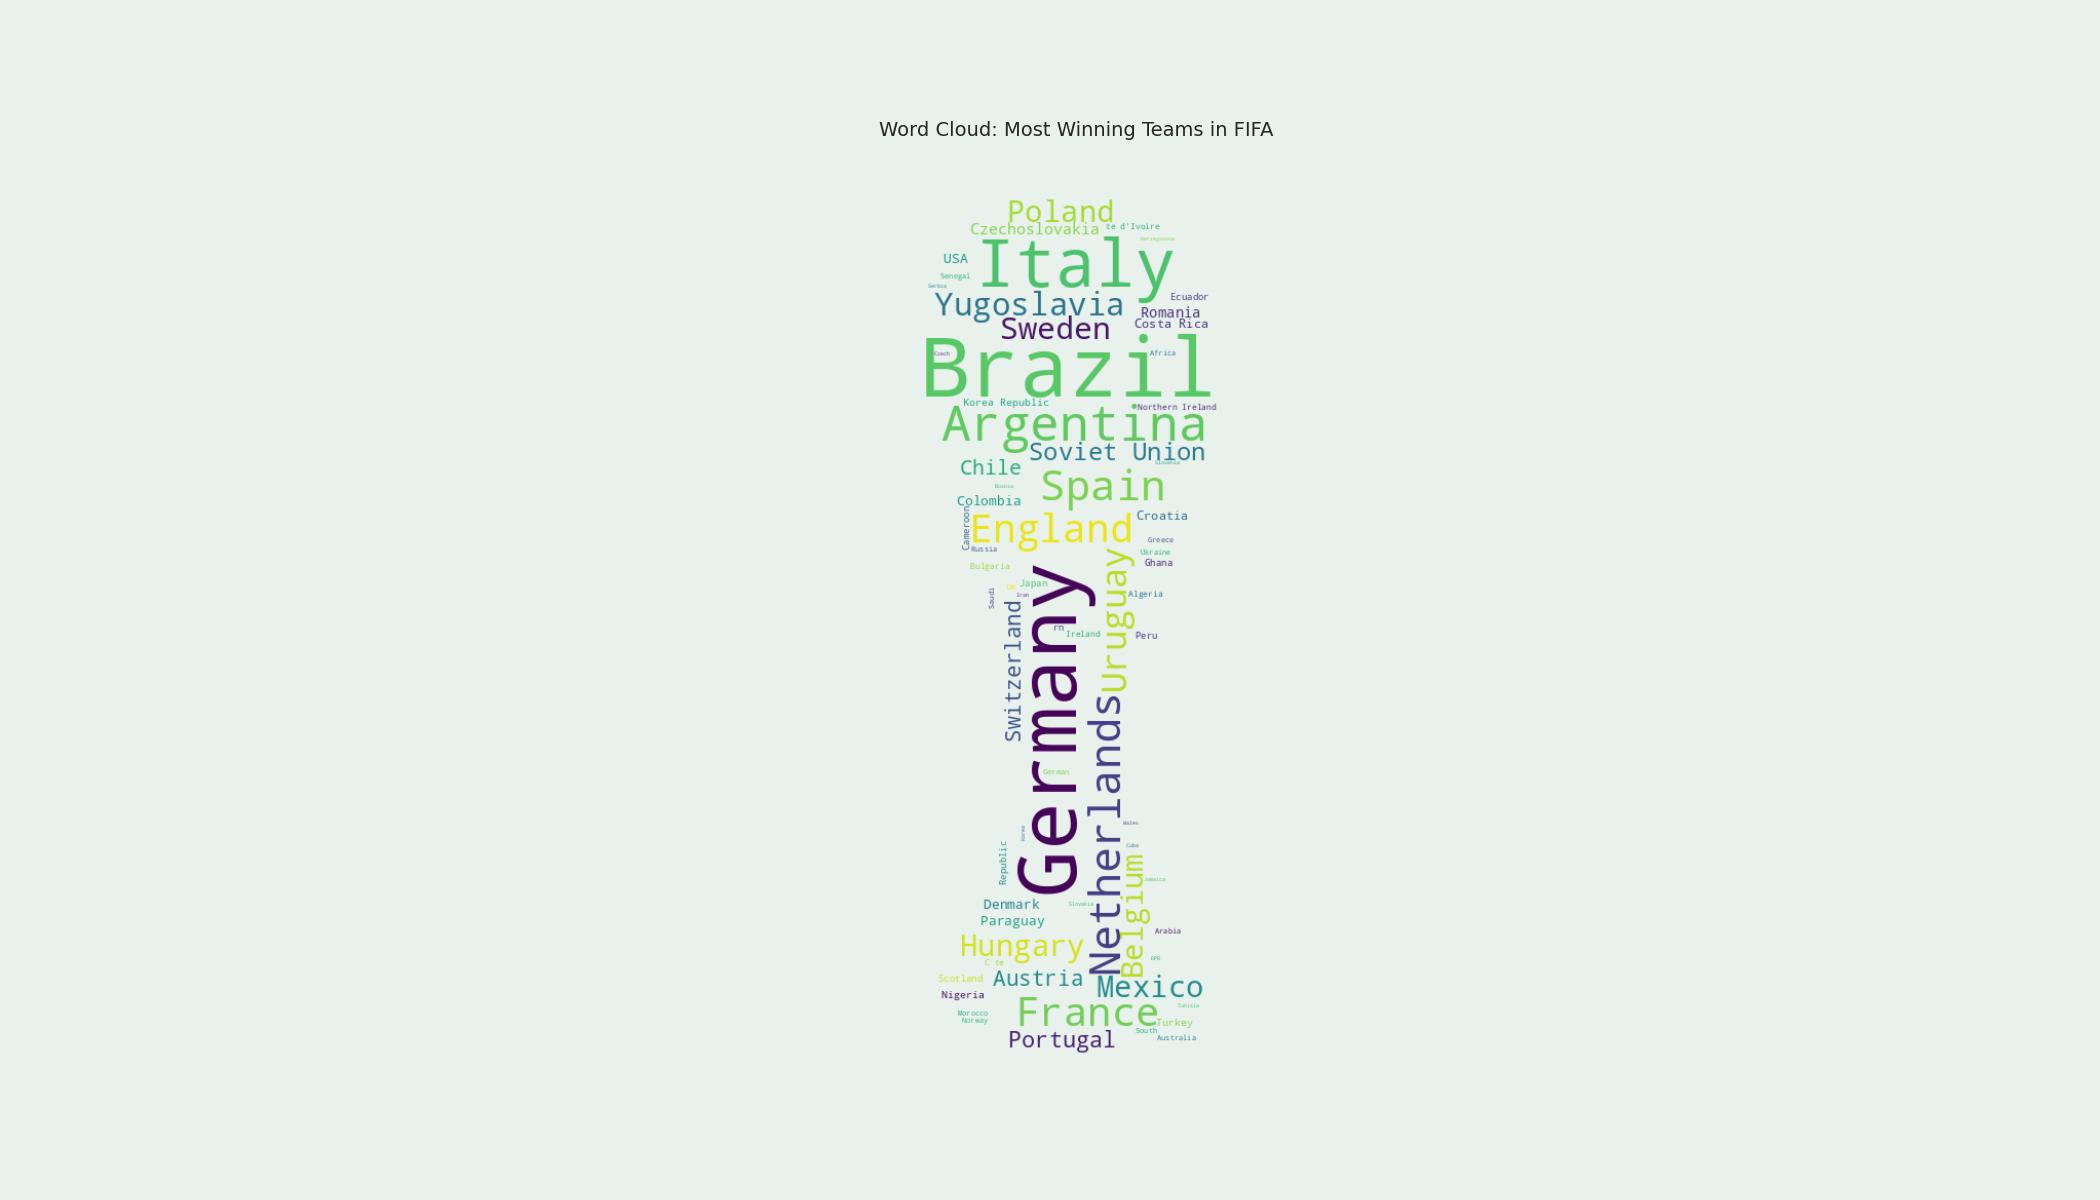 Word Cloud: Most Winning Teams in FIFA
Poland
Czechoslovakia
te d'Ivoire
Herzegovina
Italy
USA
Senegal
Serbia
Yugoslavia
Ecuador
Romania
Costa Rica
Sweden
Brazil
Czech
Africa
Korea Republic
Northern Ireland
Argentina
Soviet Union
Slovenia
Chile
Spain
Bosnia
Colombia
Cameroon
England
Croatia
Russia
Greece
Ukraine
Ghana
Bulgaria
Japan
DR
Iran
Saudi
Germany
Uruguay
Algeria
Switzerland
rn
Ireland
Peru
Netherlands
German
Wales
Korea
Cuba
Republic
Belgium
Jamaica
Denmark
Slovakia
Paraguay
Arabia
Hungary
DPR
C te
Scotland
Austria
Mexico
Nigeria
Tunisia
France
Morocco
Norway
Turkey
South
Australia
Portugal